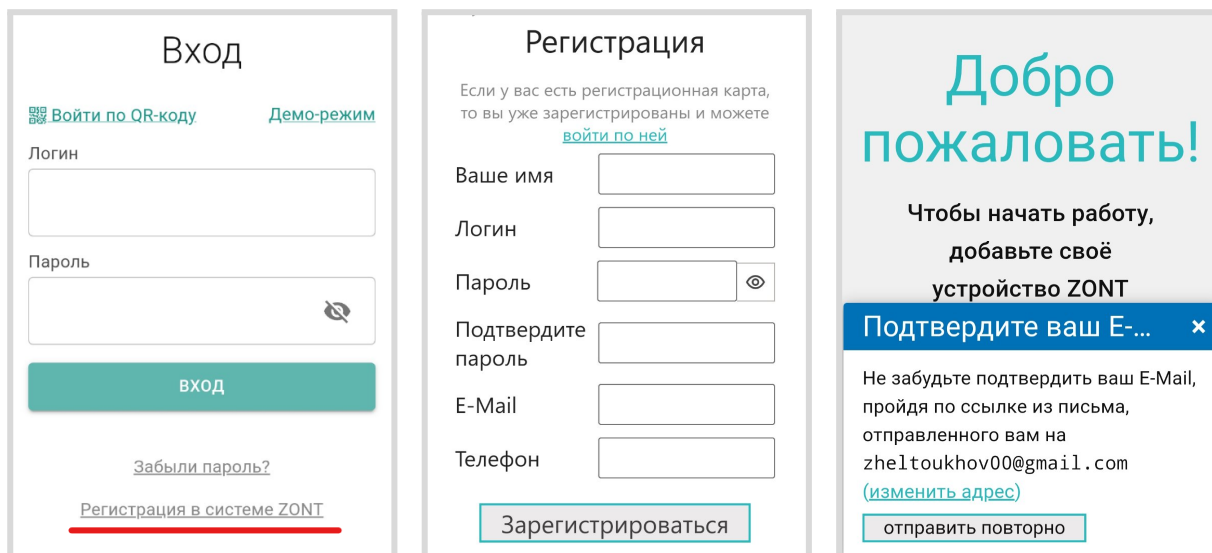 Вход
Войти по QR-коду
Демо-режим
Логин
Пароль
ВХОД
Забыли пароль?
Регистрация в системе ZONT
Регистрация
Если у вас есть регистрационная карта,
то вы уже зарегистрированы и можете
войти по ней
Ваше имя
Логин
Пароль
Подтвердите
пароль
E-Mail
Телефон
Зарегистрироваться
Добро
пожаловать!
Чтобы начать работу,
добавьте своё
устройство ZONT
Подтвердите ваш E-...
×
Не забудьте подтвердить ваш E-Mail,
пройдя по ссылке из письма,
отправленного вам на
zheltoukhov00@gmail.com
(изменить адрес)
отправить повторно